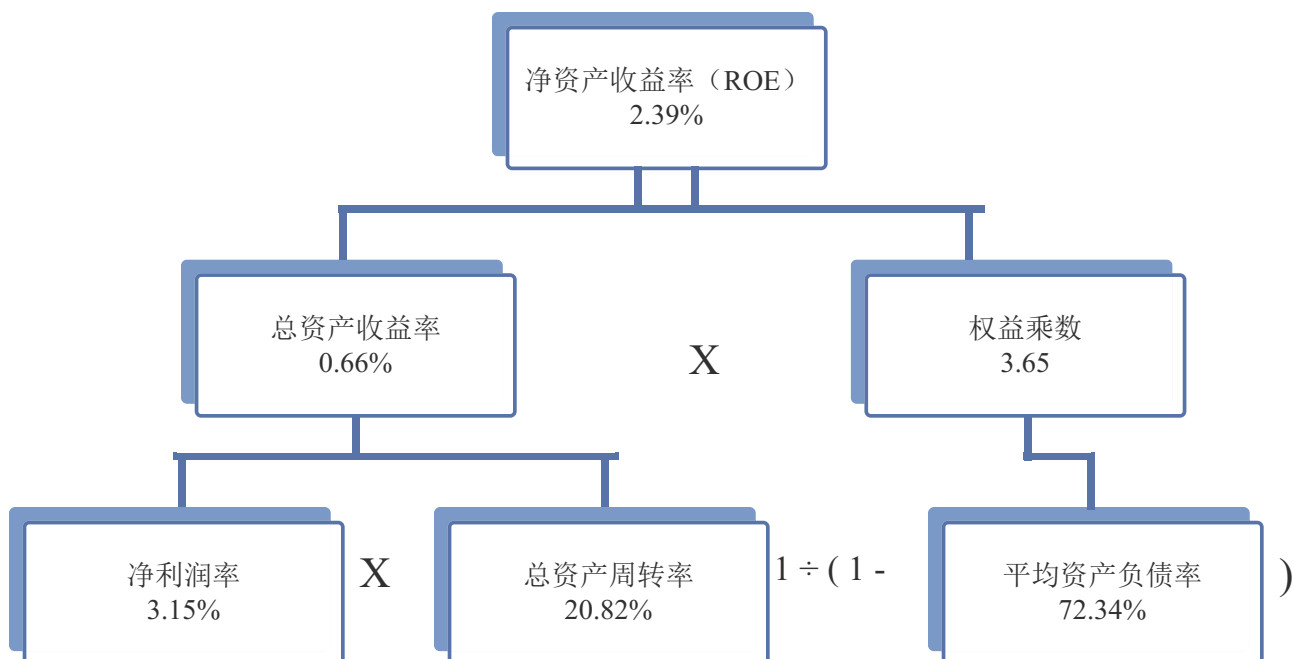 净资产收益率（ROE）
2.39%
总资产收益率
0.66%
X
权益乘数
3.65
净利润率
3.15%
X
总资产周转率
20.82%
1 ÷ ( 1 -
平均资产负债率
72.34%
)